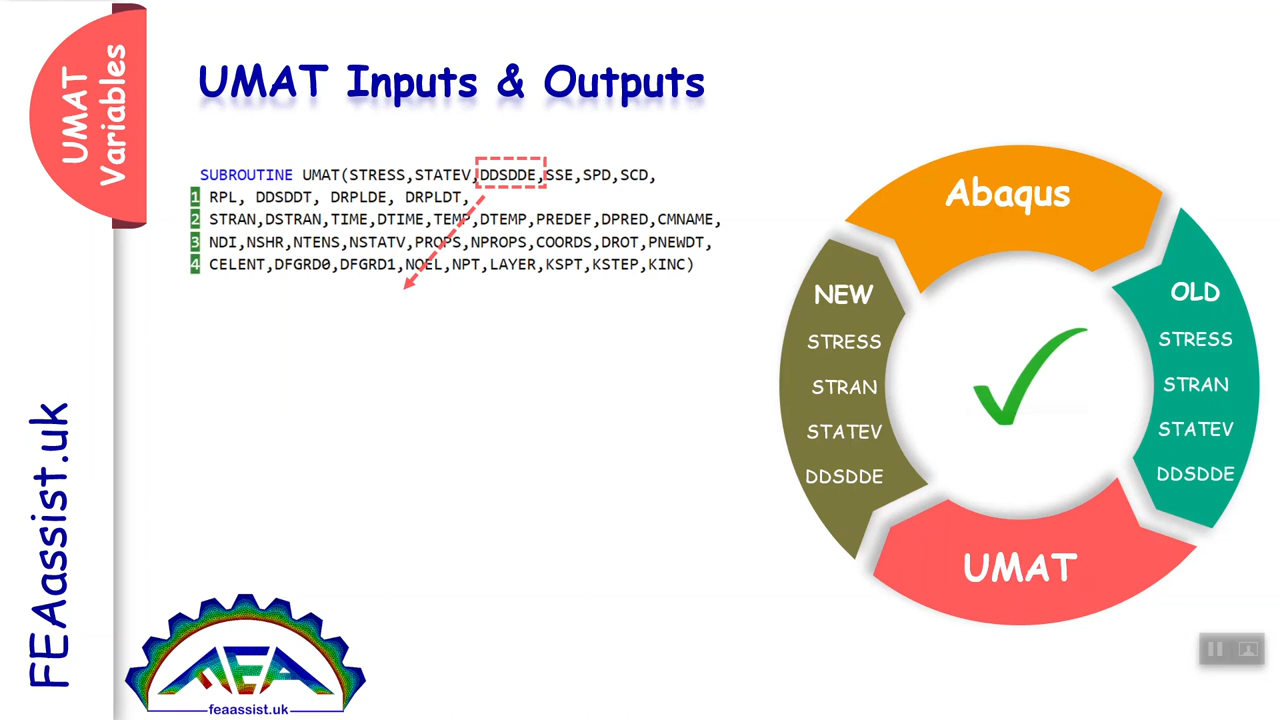 UMAT
Variables
UMAT Inputs & Outputs
SUBROUTINE UMAT(STRESS,STATEV,DDSDDE,SSE,SPD,SCD,
1 RPL, DDSDDT, DRPLDE, DRPLDT,
2 STRAN,DSTRAN,TIME,DTIME,TEMP,DTEMP,PREDEF,DPRED,CMNAME,
3 NDI,NSHR,NTENS,NSTATV,PROPS,NPROPS,COORDS,DROT,PNEWDT,
4 CELENT,DFGRD0,DFGRD1,NOEL,NPT,LAYER,KSPT,KSTEP,KINC)
Abaqus
NEW
STRESS
STRAN
STATEV
DDSDDE
OLD
STRESS
STRAN
STATEV
DDSDDE
UMAT
FEAassist.uk
FEA
feaassist.uk